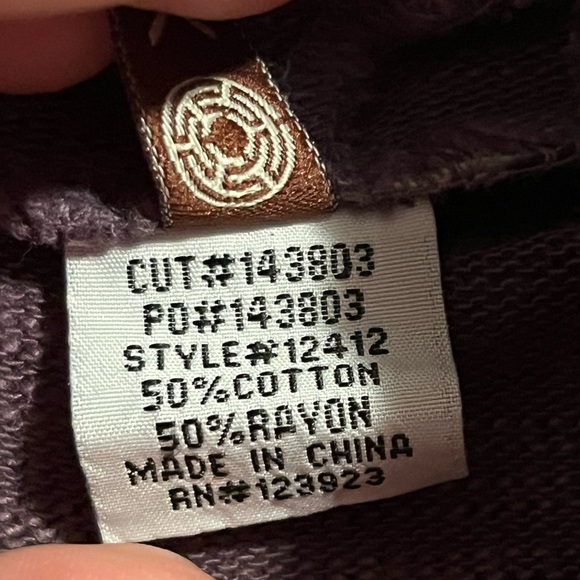 CUT#143803
PO#143803
STYLE#12412
50%COTTON
50%RAYON
MADE IN CHINA
RN#123923